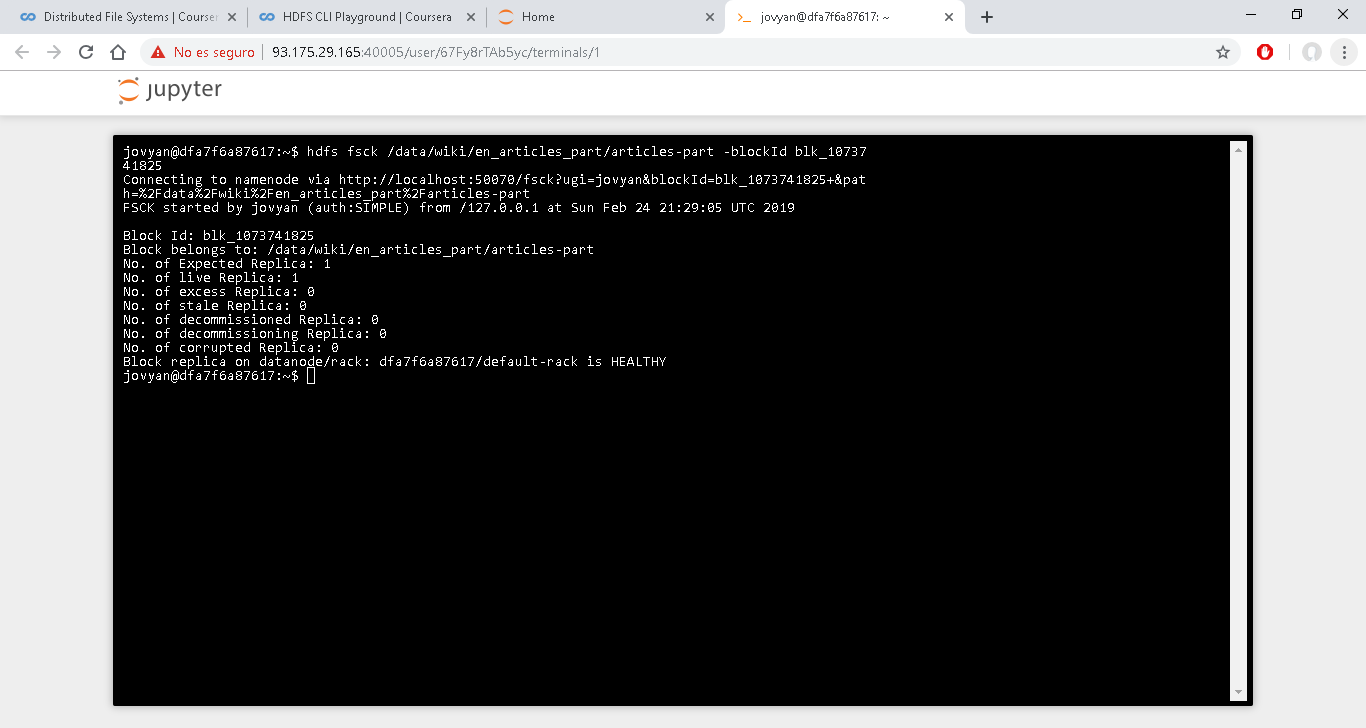 Distributed File Systems | Courser
HDFS CLI Playground | Coursera
Home
jovyan@dfa7f6a87617: ~
No es seguro
93.175.29.165:40005/user/67Fy8rTAb5yc/terminals/1
jupyter
jovyan@dfa7f6a87617:~$ hdfs fsck /data/wiki/en_articles_part/articles-part -blockId blk_10737
41825
Connecting to namenode via http://localhost:50070/fsck?ugi=jovyan&blockId=blk_1073741825+&pat
h=%2Fdata%2Fwiki%2Fen_articles_part%2Farticles-part
FSCK started by jovyan (auth:SIMPLE) from /127.0.0.1 at Sun Feb 24 21:29:05 UTC 2019
Block Id: blk_1073741825
Block belongs to: /data/wiki/en_articles_part/articles-part
No. of Expected Replica: 1
No. of live Replica: 1
No. of excess Replica: 0
No. of stale Replica: 0
No. of decommissioned Replica: 0
No. of decommissioning Replica: 0
No. of corrupted Replica: 0
Block replica on datanode/rack: dfa7f6a87617/default-rack is HEALTHY
jovyan@dfa7f6a87617:~$